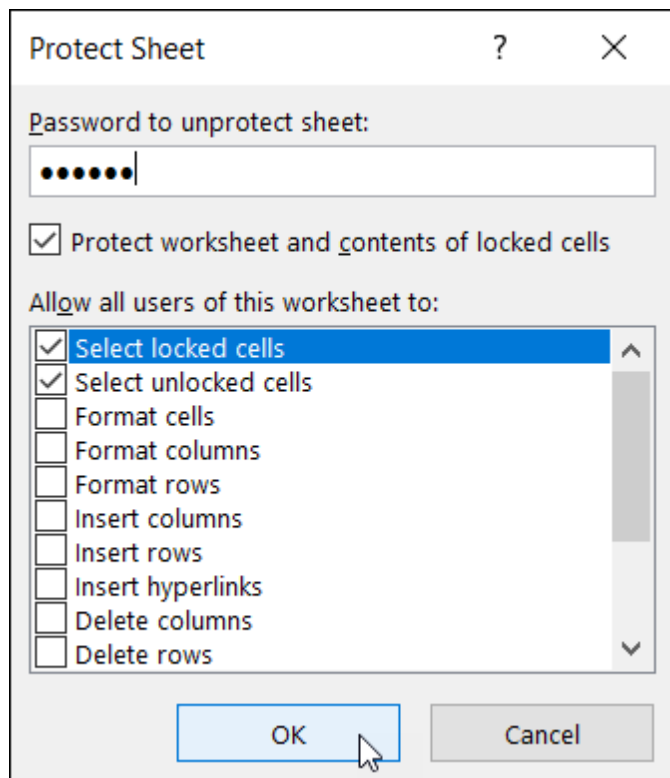 Protect Sheet ?
Password to unprotect sheet:
••••••
Protect worksheet and contents of locked cells
Allow all users of this worksheet to:
Select locked cells
Select unlocked cells
Format cells
Format columns
Format rows
Insert columns
Insert rows
Insert hyperlinks
Delete columns
Delete rows
OK Cancel